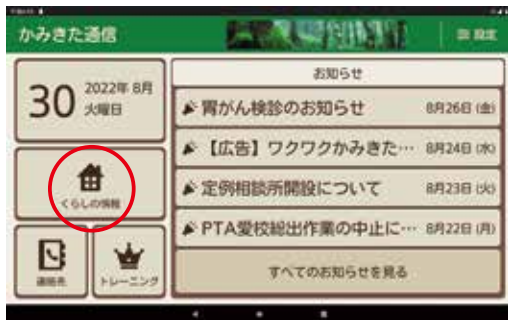 かみきた通信
設定
30
2022年 8月
火曜日
お知らせ
胃がん検診のお知らせ 8月26日 (金)
【広告】ワクワクかみきた… 8月24日 (水)
定例相談所開設について 8月23日 (火)
PTA愛校総出作業の中止に… 8月22日 (月)
すべてのお知らせを見る
くらしの情報
連絡先
トレーニング